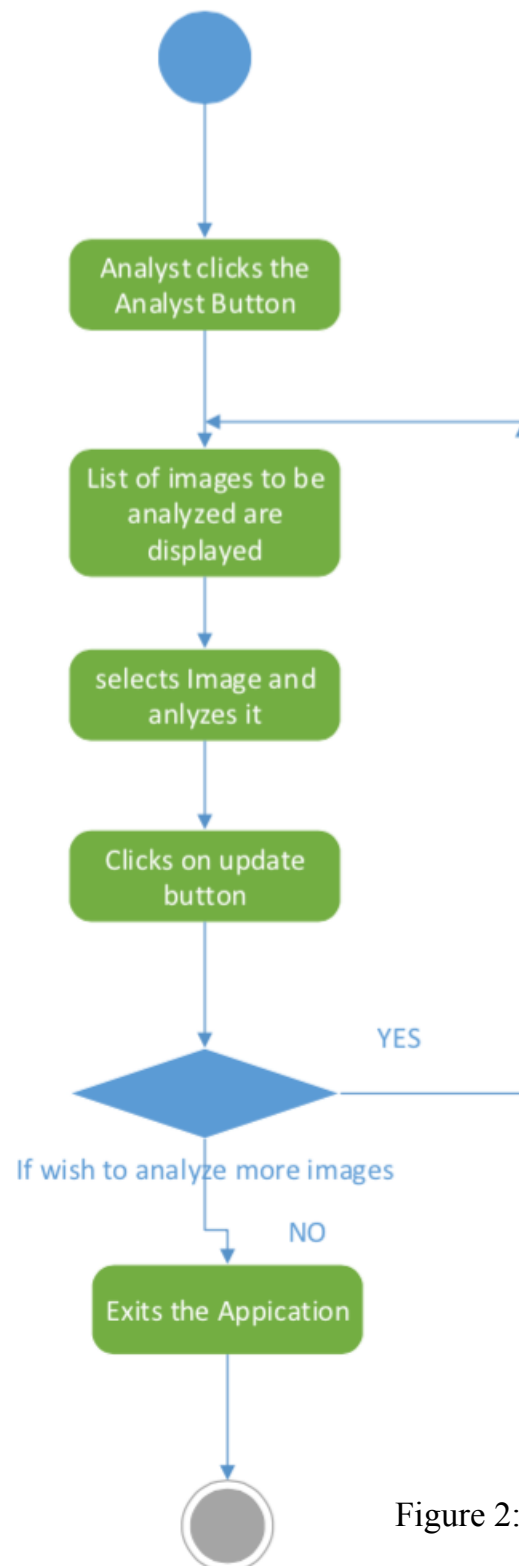 Analyst clicks the
Analyst Button
List of images to be
analyzed are
displayed
selects Image and
anlyzes it
Clicks on update
button
YES
If wish to analyze more images
NO
Exits the Appication
Figure 2: